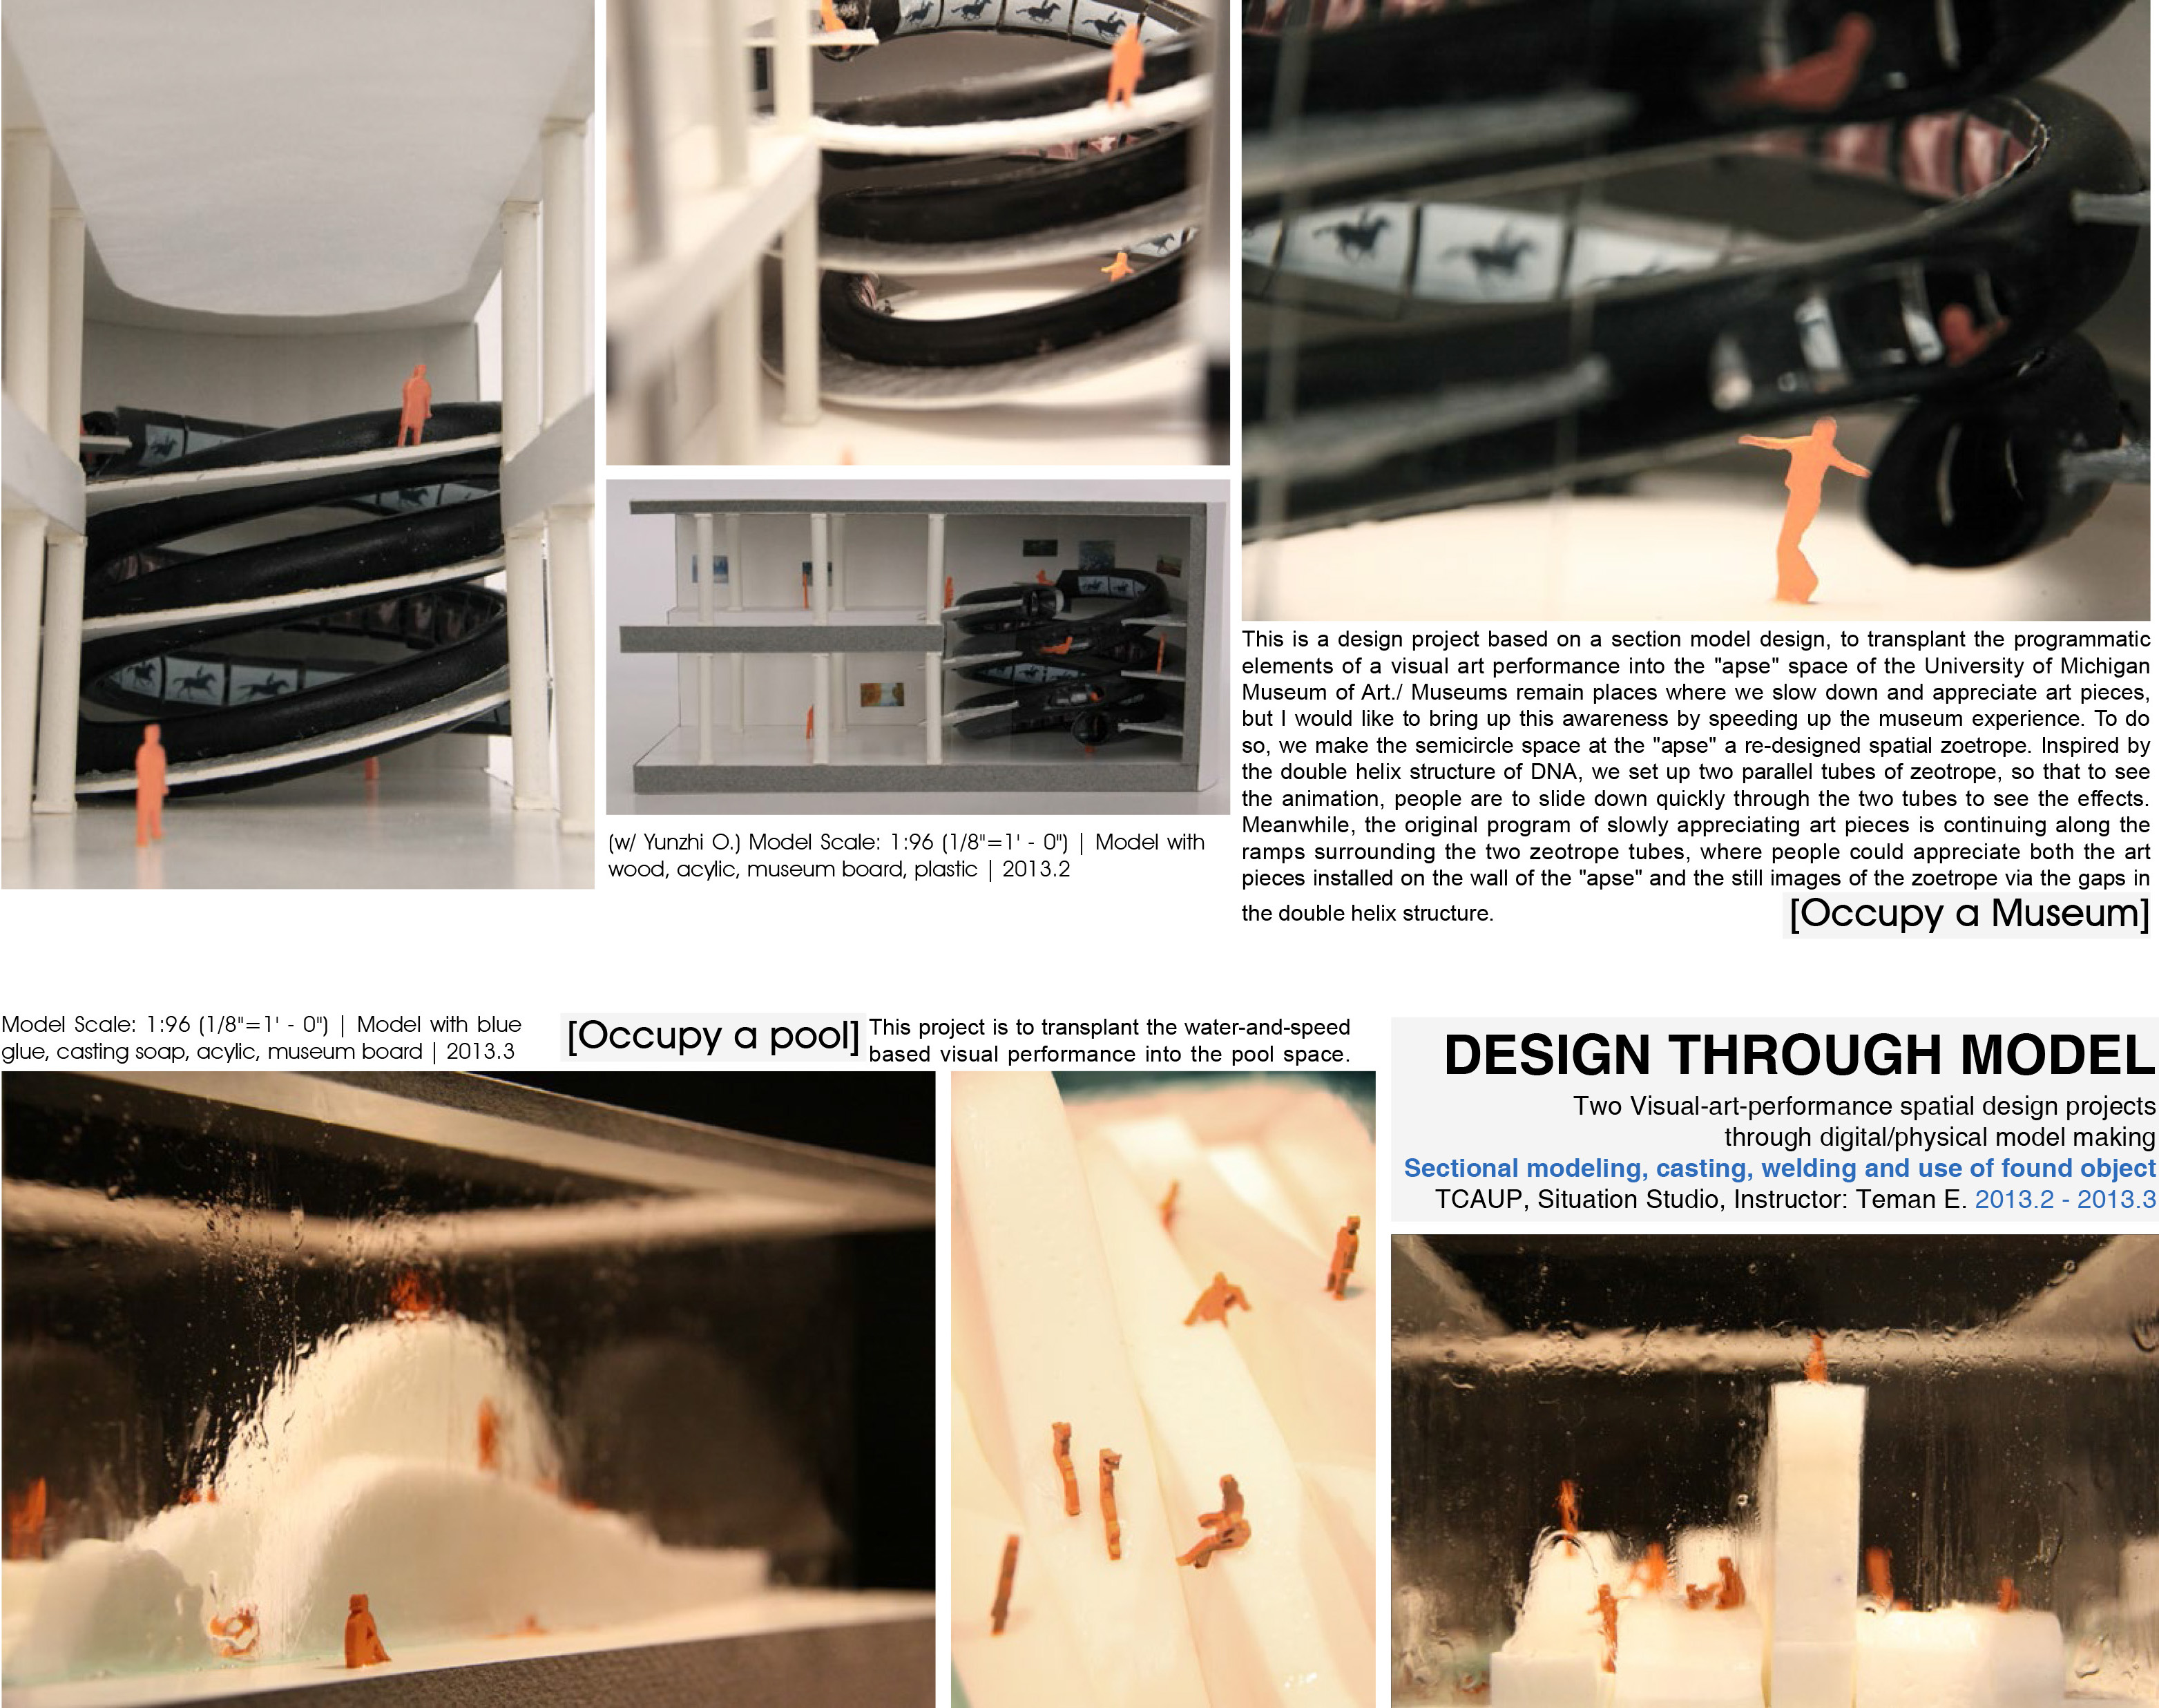 This is a design project based on a section model design, to transplant the programmatic
elements of a visual art performance into the "apse" space of the University of Michigan
Museum of Art./ Museums remain places where we slow down and appreciate art pieces,
but I would like to bring up this awareness by speeding up the museum experience. To do
so, we make the semicircle space at the "apse" a re-designed spatial zoetrope. Inspired by
the double helix structure of DNA, we set up two parallel tubes of zeotrope, so that to see
the animation, people are to slide down quickly through the two tubes to see the effects.
Meanwhile, the original program of slowly appreciating art pieces is continuing along the
ramps surrounding the two zeotrope tubes, where people could appreciate both the art
pieces installed on the wall of the "apse" and the still images of the zoetrope via the gaps in
the double helix structure.
[Occupy a Museum]
(w/ Yunzhi O.) Model Scale: 1:96 (1/8"=1' - 0") | Model with
wood, acylic, museum board, plastic | 2013.2
Model Scale: 1:96 (1/8"=1' - 0") | Model with blue
glue, casting soap, acylic, museum board | 2013.3
[Occupy a pool]
This project is to transplant the water-and-speed
based visual performance into the pool space.
DESIGN THROUGH MODEL
Two Visual-art-performance spatial design projects
through digital/physical model making
Sectional modeling, casting, welding and use of found object
TCAUP, Situation Studio, Instructor: Teman E. 2013.2 - 2013.3